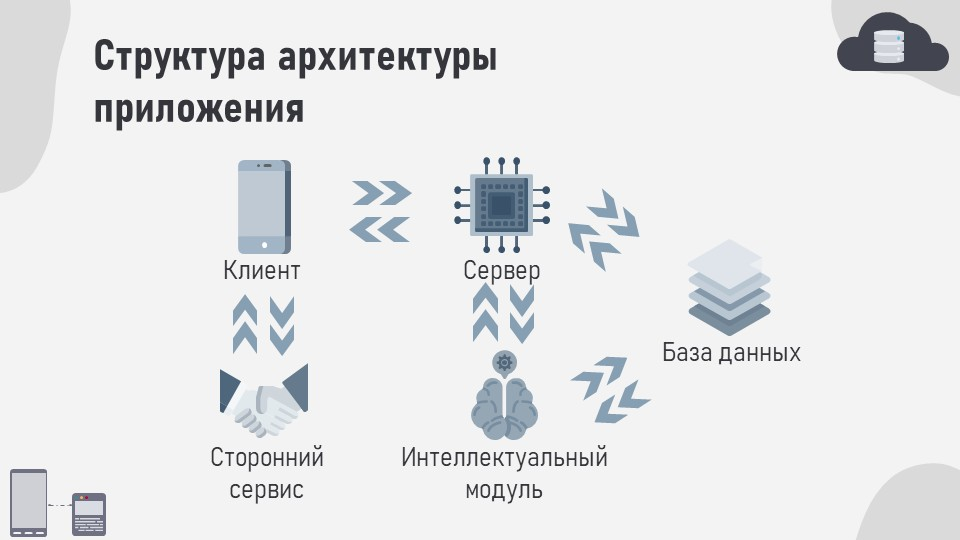 Структура архитектуры
приложения
Клиент
Сервер
База данных
Сторонний
сервис
Интеллектуальный
модуль